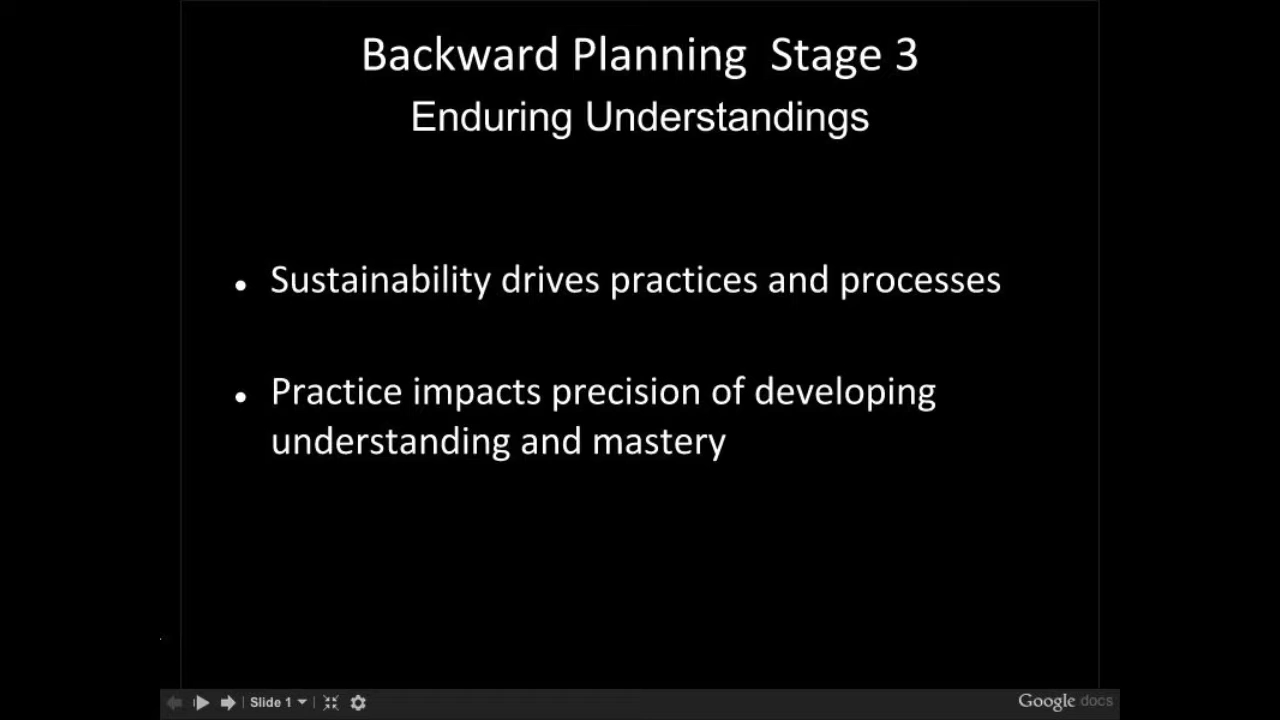 Backward Planning Stage 3
Enduring Understandings
• Sustainability drives practices and processes
• Practice impacts precision of developing
understanding and mastery
Slide 1
Google docs